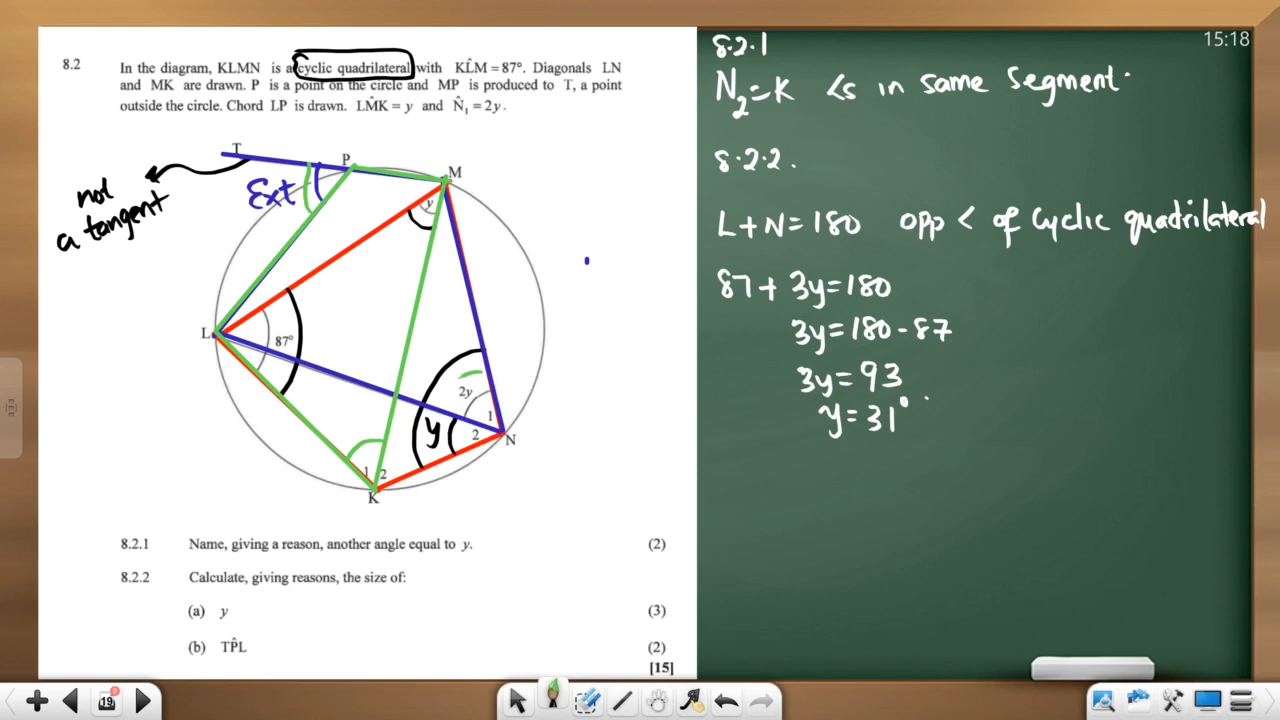 15:18
8.2
In the diagram, KLMN is a cyclic quadrilateral with KL̂M = 87°. Diagonals LN
and MK are drawn. P is a point on the circle and MP is produced to T, a point
outside the circle. Chord LP is drawn. LM̂K = y and N̂₁ = 2y.
T
P
M
Ext
not
a tangent
y
L
87°
2y
1
y
2
N
1
2
K
8.2.1 Name, giving a reason, another angle equal to y. (2)
8.2.2 Calculate, giving reasons, the size of:
(a) y (3)
(b) TP̂L (2)
[15]
8.2.1
N₂=K <s in same segment.
8.2.2.
L+N=180 opp < of cyclic quadrilateral
87+3y=180
3y=180-87
3y=93
y=31°
19
0